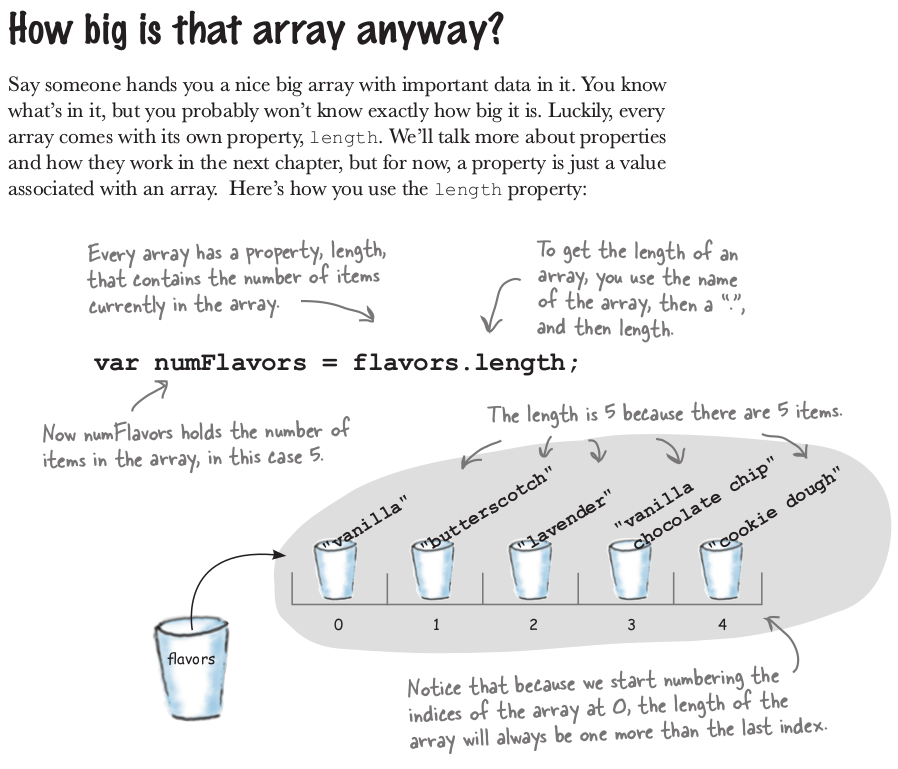 How big is that array anyway?
Say someone hands you a nice big array with important data in it. You know
what's in it, but you probably won't know exactly how big it is. Luckily, every
array comes with its own property, length. We'll talk more about properties
and how they work in the next chapter, but for now, a property is just a value
associated with an array. Here's how you use the length property:
Every array has a property, length,
that contains the number of items
currently in the array.
To get the length of an
array, you use the name
of the array, then a ".",
and then length.
var numFlavors = flavors.length;
Now numFlavors holds the number of
items in the array, in this case 5.
The length is 5 because there are 5 items.
"vanilla"
"butterscotch"
"lavender"
"vanilla
chocolate chip"
"cookie dough"
0 1 2 3 4
flavors
Notice that because we start numbering the
indices of the array at 0, the length of the
array will always be one more than the last index.